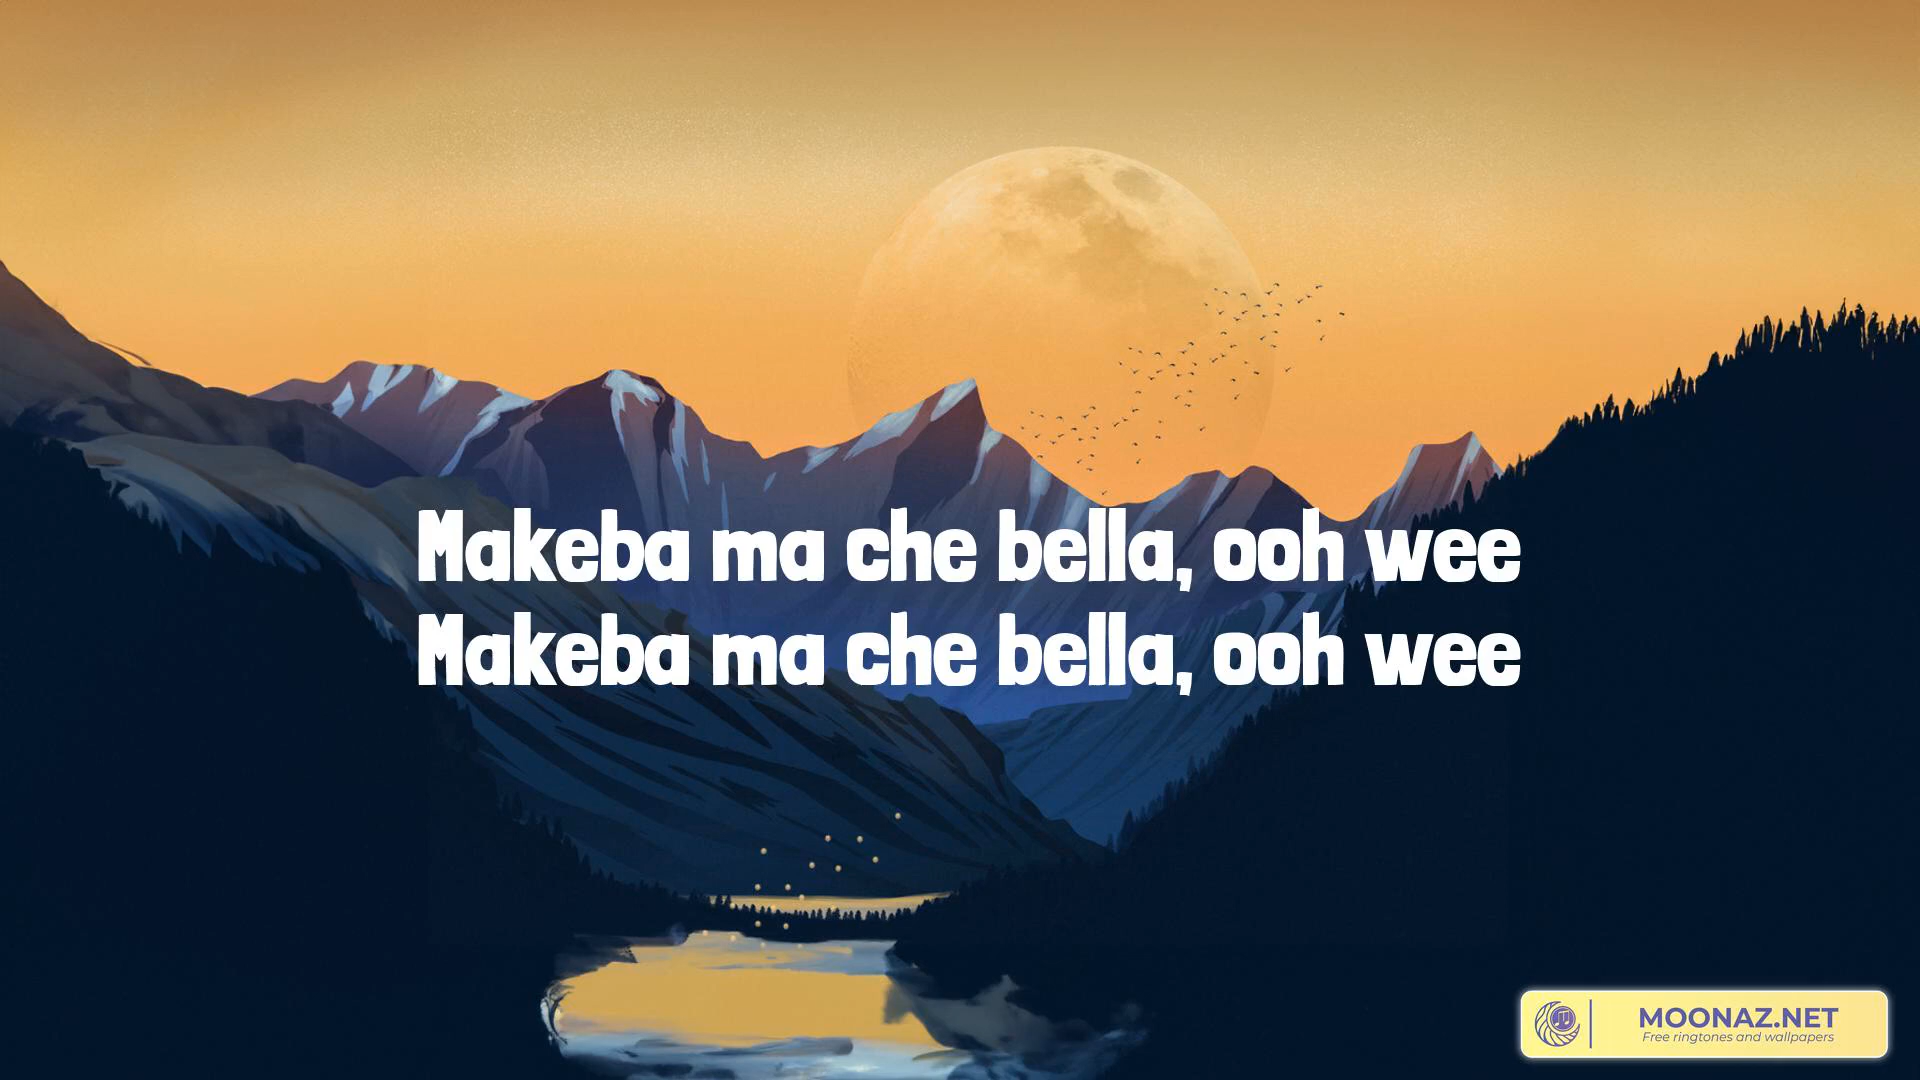 Makeba ma che bella, ooh wee
Makeba ma che bella, ooh wee
MOONAZ.NET
Free ringtones and wallpapers